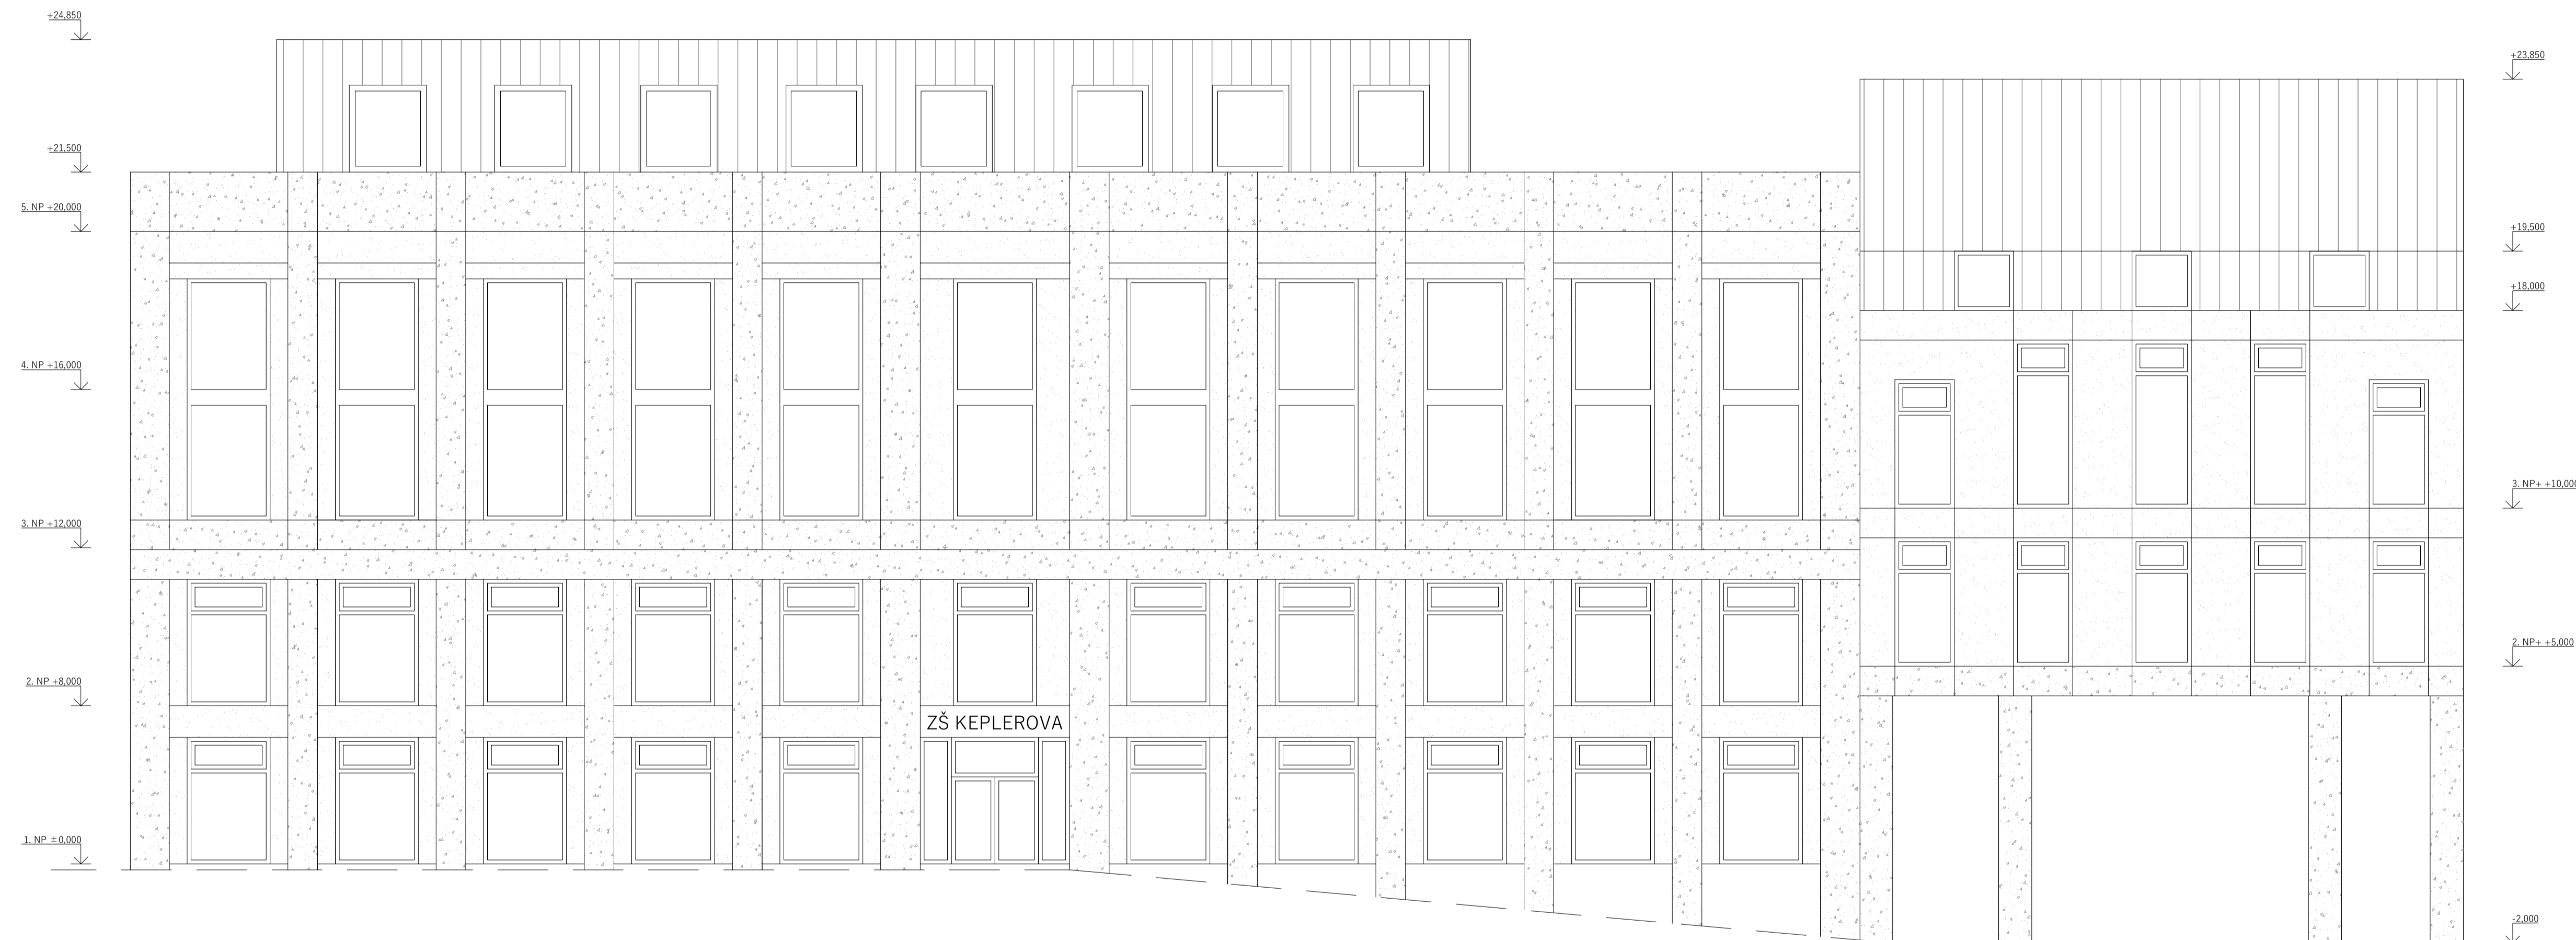 +24,850
+21,500
5. NP +20,000
4. NP +16,000
3. NP +12,000
2. NP +8,000
1. NP ±0,000
ZŠ KEPLEROVA
+23,850
+19,500
+18,000
3. NP+ +10,000
2. NP+ +5,000
-2,000